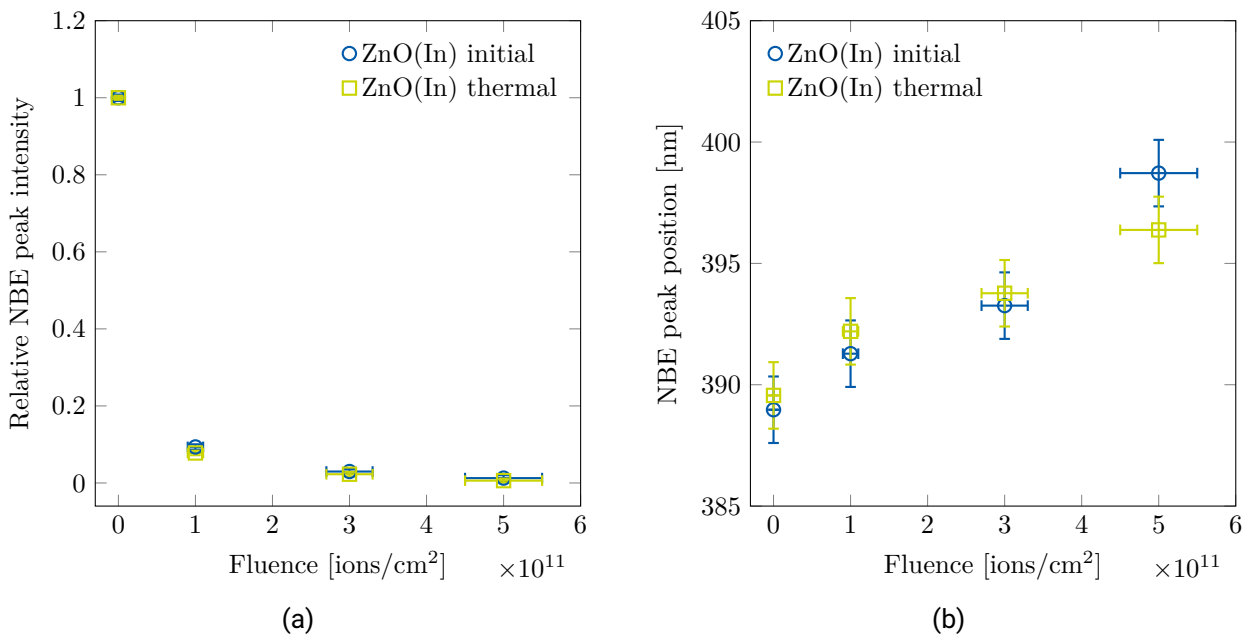 1.2
1
0.8
0.6
0.4
0.2
0
0 1 2 3 4 5 6
Relative NBE peak intensity
Fluence [ions/cm²]
×10¹¹
ZnO(In) initial
ZnO(In) thermal
(a)
405
400
395
390
385
0 1 2 3 4 5 6
NBE peak position [nm]
Fluence [ions/cm²]
×10¹¹
ZnO(In) initial
ZnO(In) thermal
(b)